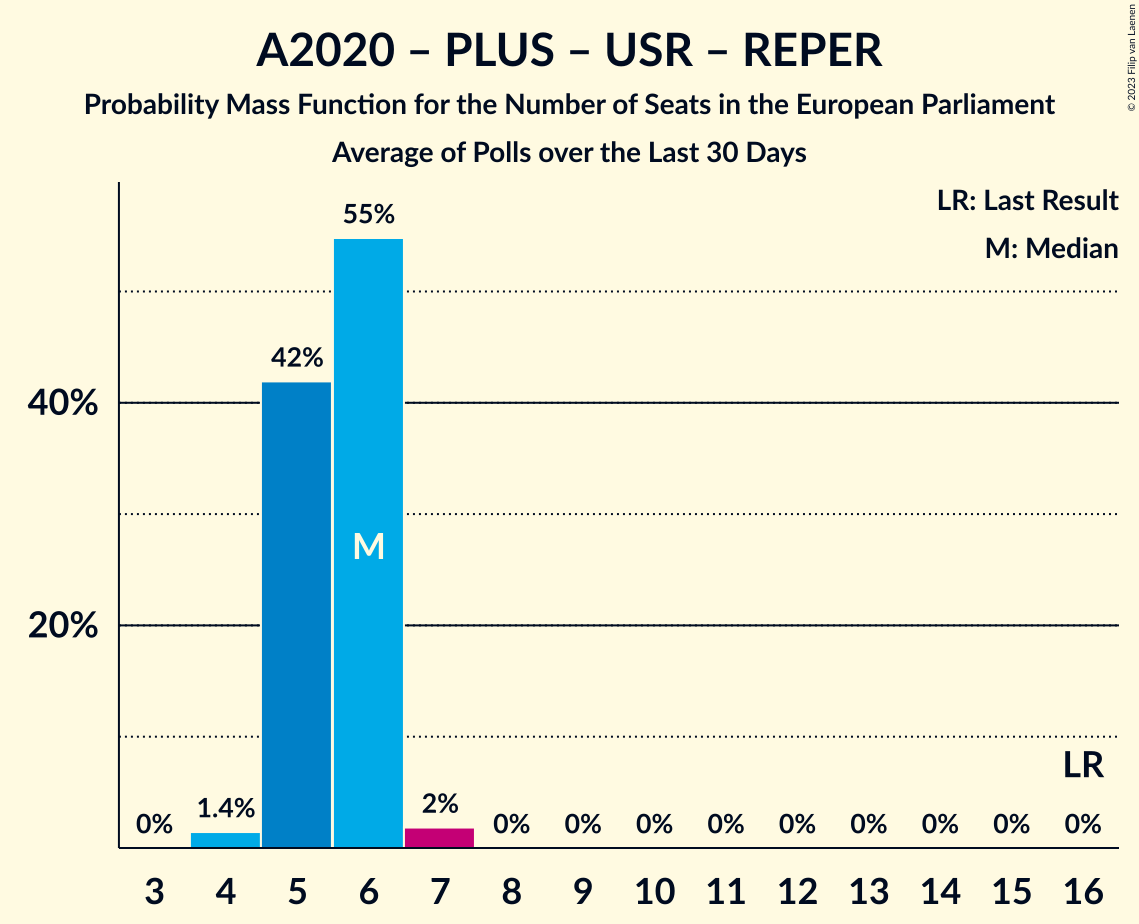 A2020 – PLUS – USR – REPER
Probability Mass Function for the Number of Seats in the European Parliament
Average of Polls over the Last 30 Days
© 2023 Filip van Laenen
LR: Last Result
M: Median
55%
42%
40%
M
20%
LR
0% 1.4% 2% 0% 0% 0% 0% 0% 0% 0% 0% 0%
3 4 5 6 7 8 9 10 11 12 13 14 15 16